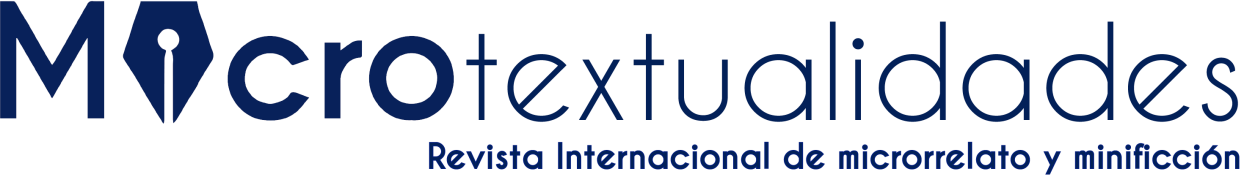 Microtextualidades
Revista Internacional de microrrelato y minificción